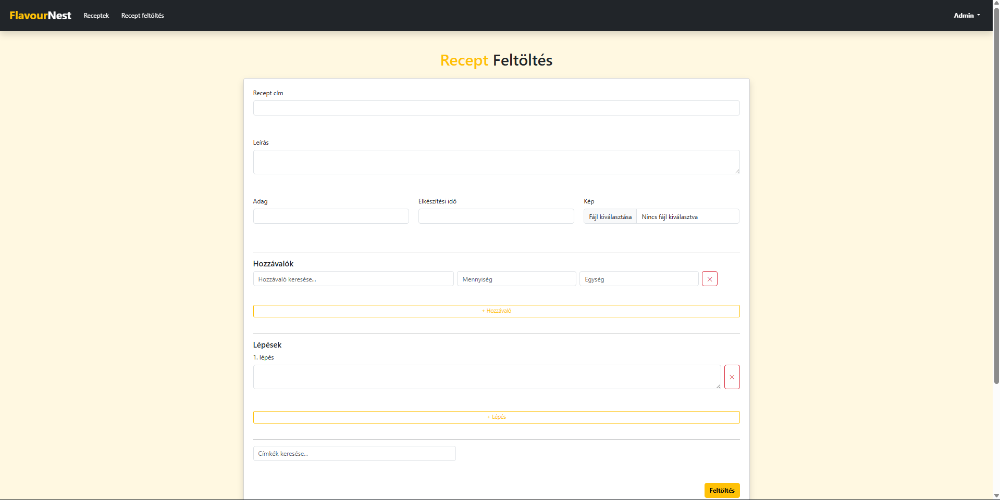 FlavourNest Receptek Recept feltöltés Admin
Recept Feltöltés
Recept cím
Leírás
Adag Elkészítési idő Kép
Fájl kiválasztása Nincs fájl kiválasztva
Hozzávalók
Hozzávaló keresése... Mennyiség Egység
+ Hozzávaló
Lépések
1. lépés
+ Lépés
Címkék keresése...
Feltöltés